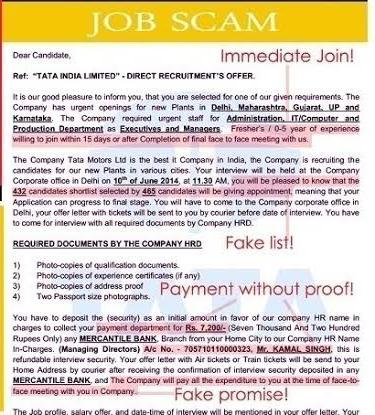 JOB SCAM
Dear Candidate,
Immediate Join!
Ref: "TATA INDIA LIMITED" - DIRECT RECRUITMENT'S OFFER.
It is our good pleasure to inform you, that you are selected for one of our given requirements. The
Company has urgent openings for new Plants in Delhi, Maharashtra, Gujarat, UP and
Karnataka. The Company required urgent staff for Administration, IT/Computer and
Production Department as Executives and Managers. Fresher's / 0-5 year of experience
willing to join within 15 days or after Completion of final face to face meeting with us.
The Company Tata Motors Ltd is the best it Company in India, the Company is recruiting the
candidates for our new Plants in various cities. Your interview will be held at the Company
Corporate office in Delhi on 10th of June 2014, at 11.30 AM, you will be pleased to know that the
432 candidates shortlist selected by 465 candidates will be giving appointment, meaning that your
Application can progress to final stage. You will have to come to the Company corporate office in
Delhi, your offer letter with tickets will be sent to you by courier before date of interview. You have
to come for interview with all required documents by Company HRD.
Fake list!
REQUIRED DOCUMENTS BY THE COMPANY HRD
1) Photo-copies of qualification documents.
2) Photo-copies of experience certificates (if any)
3) Photo-copies of address proof
4) Two Passport size photographs.
Payment without proof!
You have to deposit the (security) as an initial amount in favor of our company HR name in
charges to collect your payment department for Rs. 7,200/- (Seven Thousand And Two Hundred
Rupees Only) any MERCANTILE BANK, Branch from your Home City to our Company HR Name
In-Charges. (Managing Directors) A/c No. - 705710110000323, Mr. KAMAL SINGH, this is
refundable interview security. Your offer letter with Air tickets or Train tickets will be send to your
Home Address by courier after receiving the confirmation of interview security deposited in any
MERCANTILE BANK, and The Company will pay all the expenditure to you at the time of face-to-
face meeting with you in Company.
Fake promise!
The Job profile, salary offer, and date-time of interview will be mentioned in your offer letter. Your